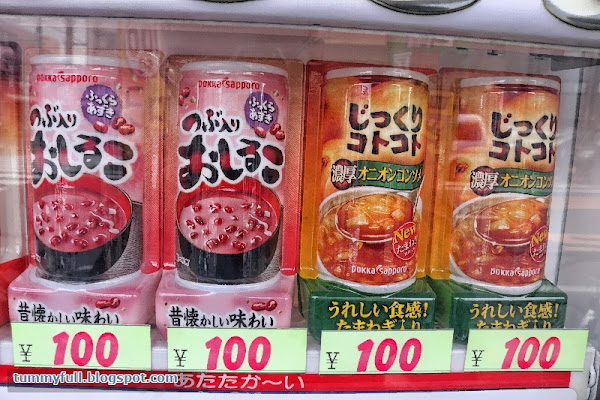 pokka sapporo
つぶ入り
おしるこ
ふっくら
あずき
昔懐かしい味わい
¥ 100
pokka sapporo
つぶ入り
おしるこ
ふっくら
あずき
昔懐かしい味わい
¥ 100
じっくり
コトコト
濃厚オニオンコンソメ
New
pokka sapporo
うれしい食感!
たまねぎ入り
¥ 100
じっくり
コトコト
濃厚オニオンコンソメ
New
pokka sapporo
うれしい食感!
たまねぎ入り
¥ 100
あたたか〜い
tummyfull.blogspot.com